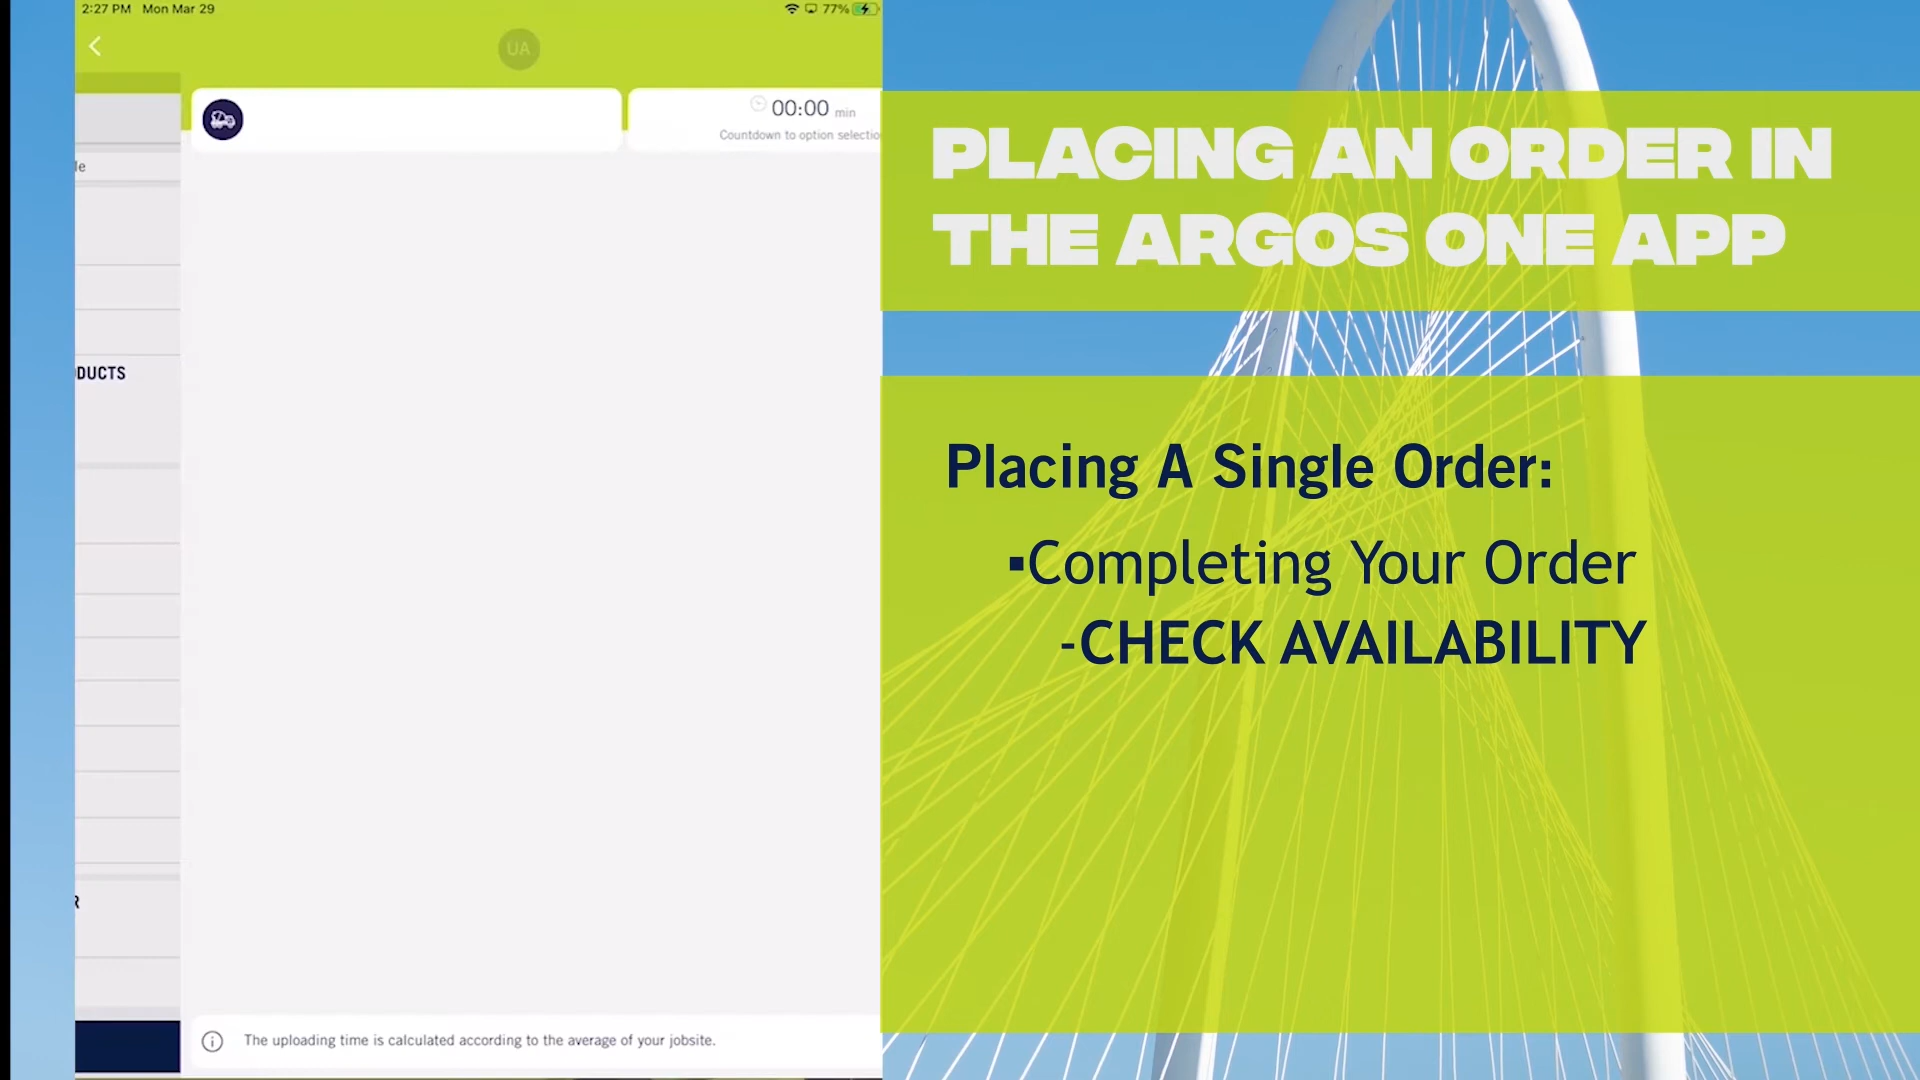 2:27 PM Mon Mar 29
77%
UA
00:00 min
Countdown to option selectio
le
DUCTS
R
The uploading time is calculated according to the average of your jobsite.
PLACING AN ORDER IN
THE ARGOS ONE APP
Placing A Single Order:
▪Completing Your Order
-CHECK AVAILABILITY